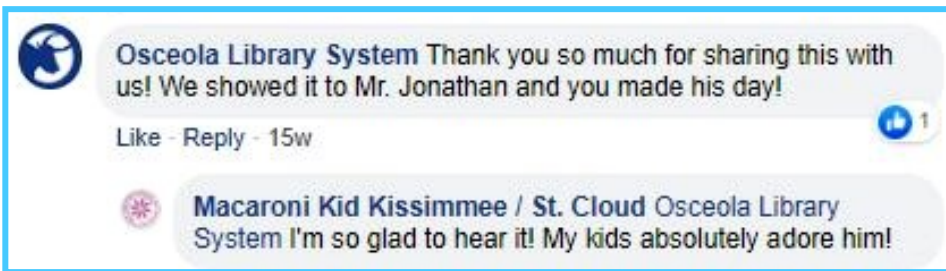 Osceola Library System Thank you so much for sharing this with
us! We showed it to Mr. Jonathan and you made his day!
1
Like · Reply · 15w
Macaroni Kid Kissimmee / St. Cloud Osceola Library
System I'm so glad to hear it! My kids absolutely adore him!